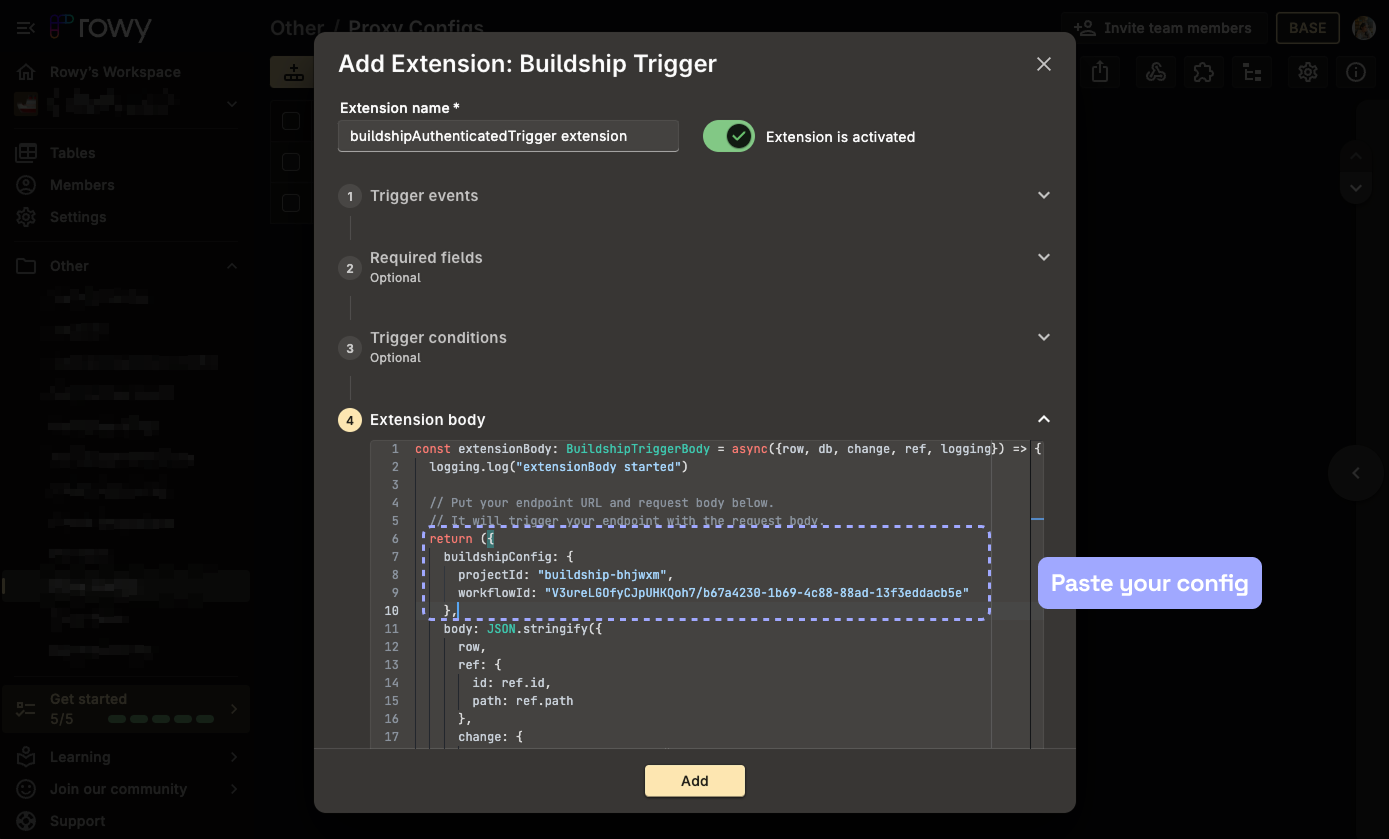 rowy
Other / Proxy Configs
Invite team members
BASE
Rowy's Workspace
Tables
Members
Settings
Other
Get started
5/5
Learning
Join our community
Support
Add Extension: Buildship Trigger
Extension name *
buildshipAuthenticatedTrigger extension
Extension is activated
1 Trigger events
2 Required fields
Optional
3 Trigger conditions
Optional
4 Extension body
1 const extensionBody: BuildshipTriggerBody = async({row, db, change, ref, logging}) => {
2 logging.log("extensionBody started")
3
4 // Put your endpoint URL and request body below.
5 // It will trigger your endpoint with the request body.
6 return ({
7 buildshipConfig: {
8 projectId: "buildship-bhjwxm",
9 workflowId: "V3ureLGOfyCJpUHKQoh7/b67a4230-1b69-4c88-88ad-13f3eddacb5e"
10 },
11 body: JSON.stringify({
12 row,
13 ref: {
14 id: ref.id,
15 path: ref.path
16 },
17 change: {
Paste your config
Add